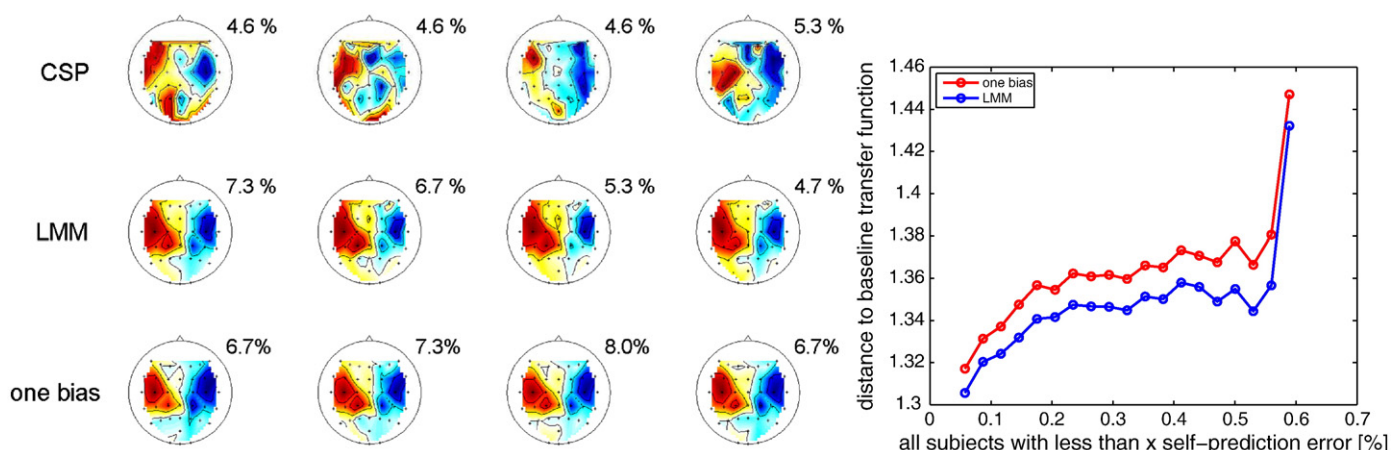 CSP 4.6 % 4.6 % 4.6 % 5.3 %
LMM 7.3 % 6.7 % 5.3 % 4.7 %
one bias 6.7% 7.3% 8.0% 6.7%
distance to baseline transfer function
1.46
1.44
1.42
1.4
1.38
1.36
1.34
1.32
1.3
one bias
LMM
0 0.1 0.2 0.3 0.4 0.5 0.6 0.7
all subjects with less than x self-prediction error [%]